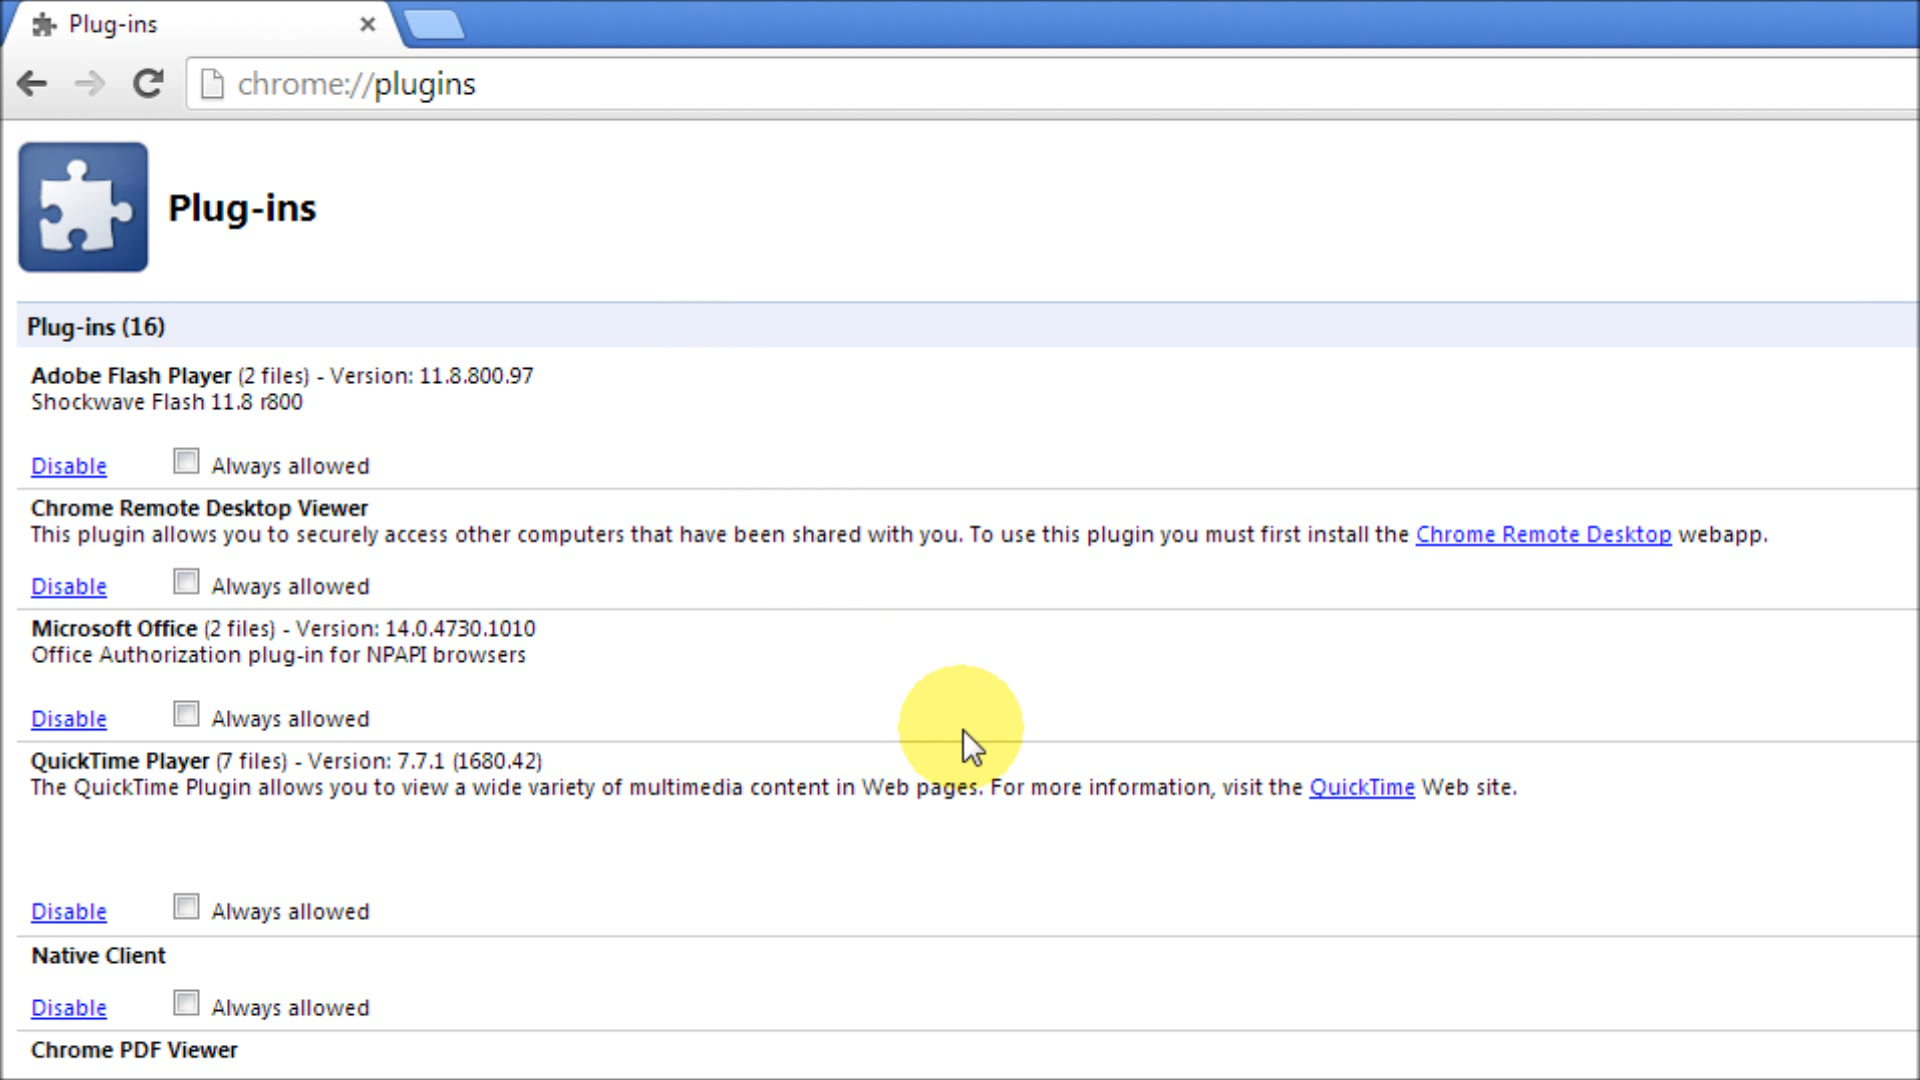 Plug-ins
chrome://plugins
Plug-ins
Plug-ins (16)
Adobe Flash Player (2 files) - Version: 11.8.800.97
Shockwave Flash 11.8 r800
Disable Always allowed
Chrome Remote Desktop Viewer
This plugin allows you to securely access other computers that have been shared with you. To use this plugin you must first install the Chrome Remote Desktop webapp.
Disable Always allowed
Microsoft Office (2 files) - Version: 14.0.4730.1010
Office Authorization plug-in for NPAPI browsers
Disable Always allowed
QuickTime Player (7 files) - Version: 7.7.1 (1680.42)
The QuickTime Plugin allows you to view a wide variety of multimedia content in Web pages. For more information, visit the QuickTime Web site.
Disable Always allowed
Native Client
Disable Always allowed
Chrome PDF Viewer